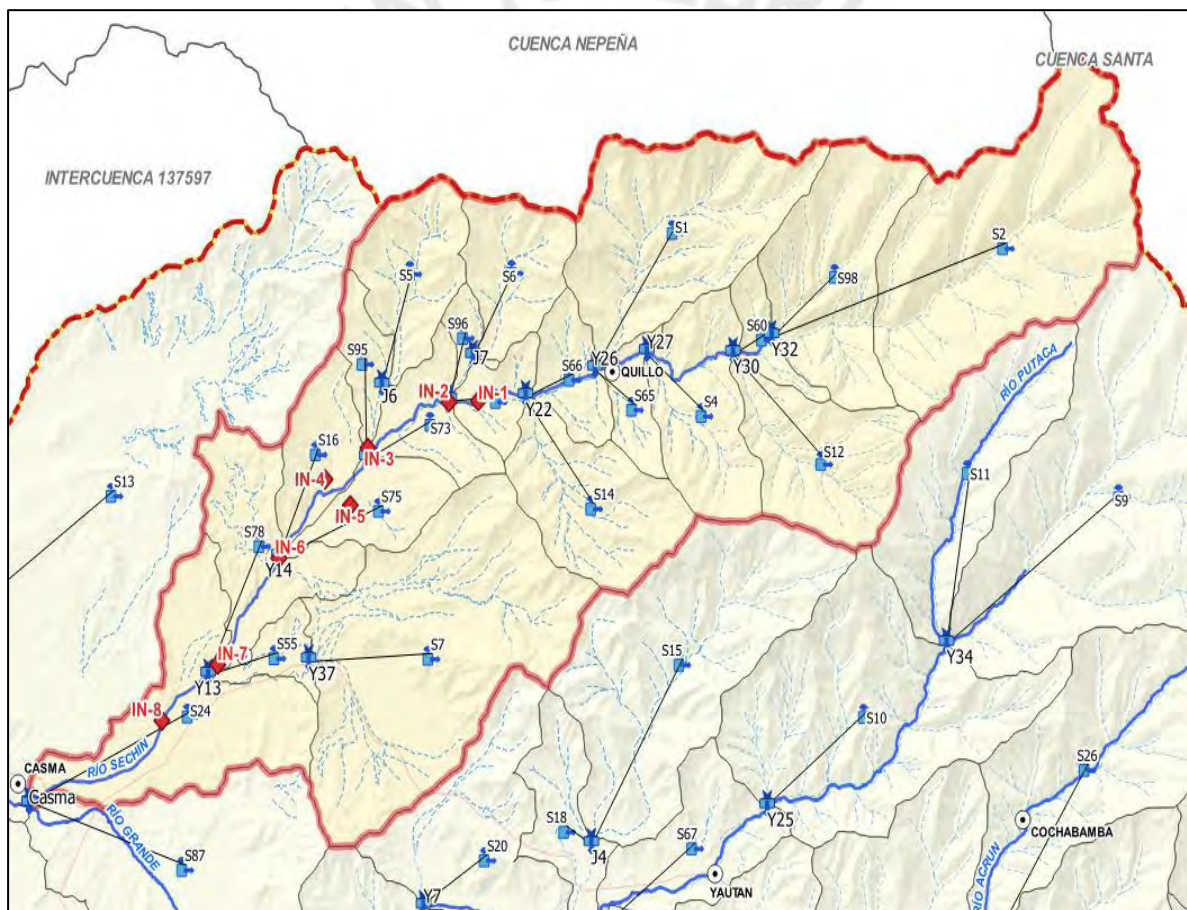 CUENCA NEPEÑA
CUENCA SANTA
INTERCUENCA 137597
S1
S2
S5
S6
S98
S96
J7
S60
Y32
Y27
Y30
S95
J6
Y26
QUILLO
S66
IN-2
IN-1
Y22
S65
S4
S73
RÍO PUTACA
S16
IN-3
S12
S11
IN-4
S13
S75
IN-5
S14
S9
S78
IN-6
Y14
S55
IN-7
Y37
S7
S15
Y34
Y13
IN-8
S24
S10
RÍO SECHIN
CASMA
Casma
S26
RÍO GRANDE
Y25
S18
J4
S67
COCHABAMBA
S87
S20
YAUTAN
RÍO AGRUN
Y7